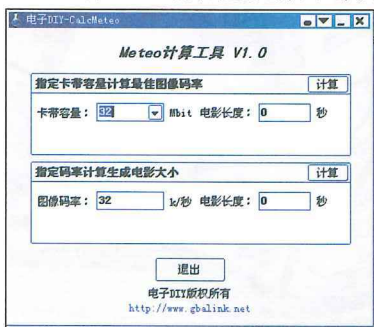 电子DIY-CalcMeteo
Meteo计算工具 V1.0
指定卡带容量计算最佳图像码率 计算
卡带容量： 32 Mbit 电影长度： 0 秒
指定码率计算生成电影大小 计算
图像码率： 32 k/秒 电影长度： 0 秒
退出
电子DIY版权所有
http://www.gbalink.net